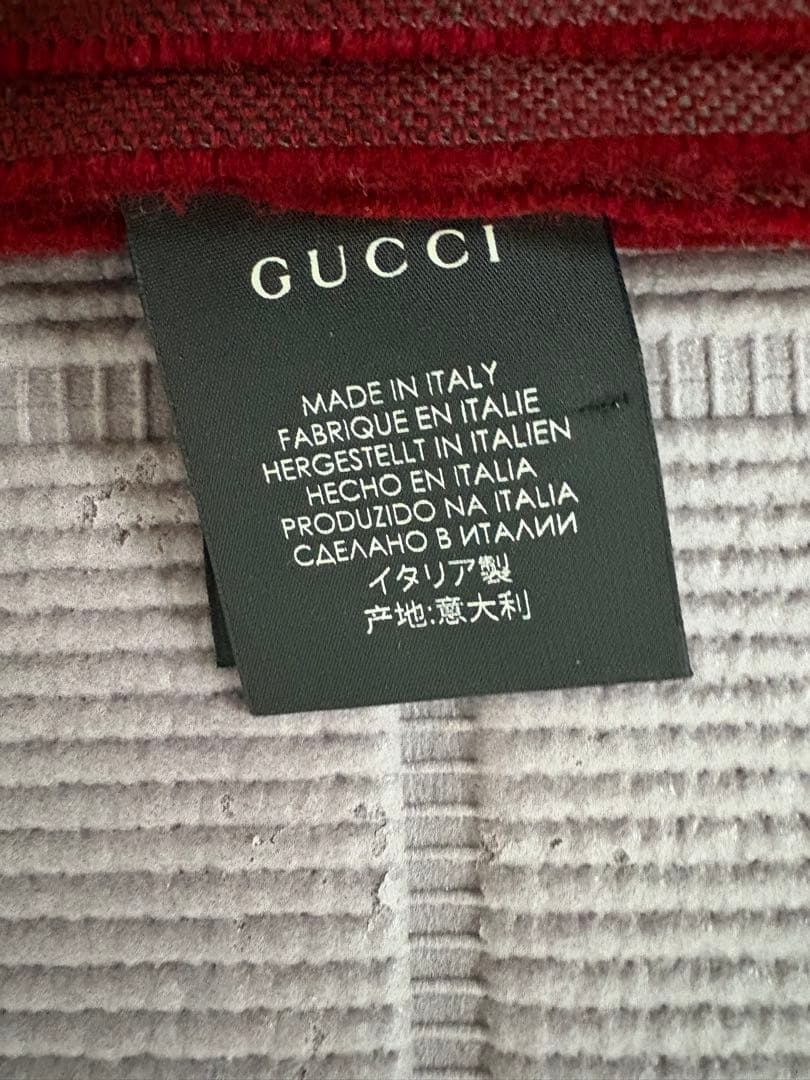 GUCCI
MADE IN ITALY
FABRIQUE EN ITALIE
HERGESTELLT IN ITALIEN
HECHO EN ITALIA
PRODUZIDO NA ITALIA
СДЕЛАНО В ИТАЛИИ
イタリア製
产地:意大利